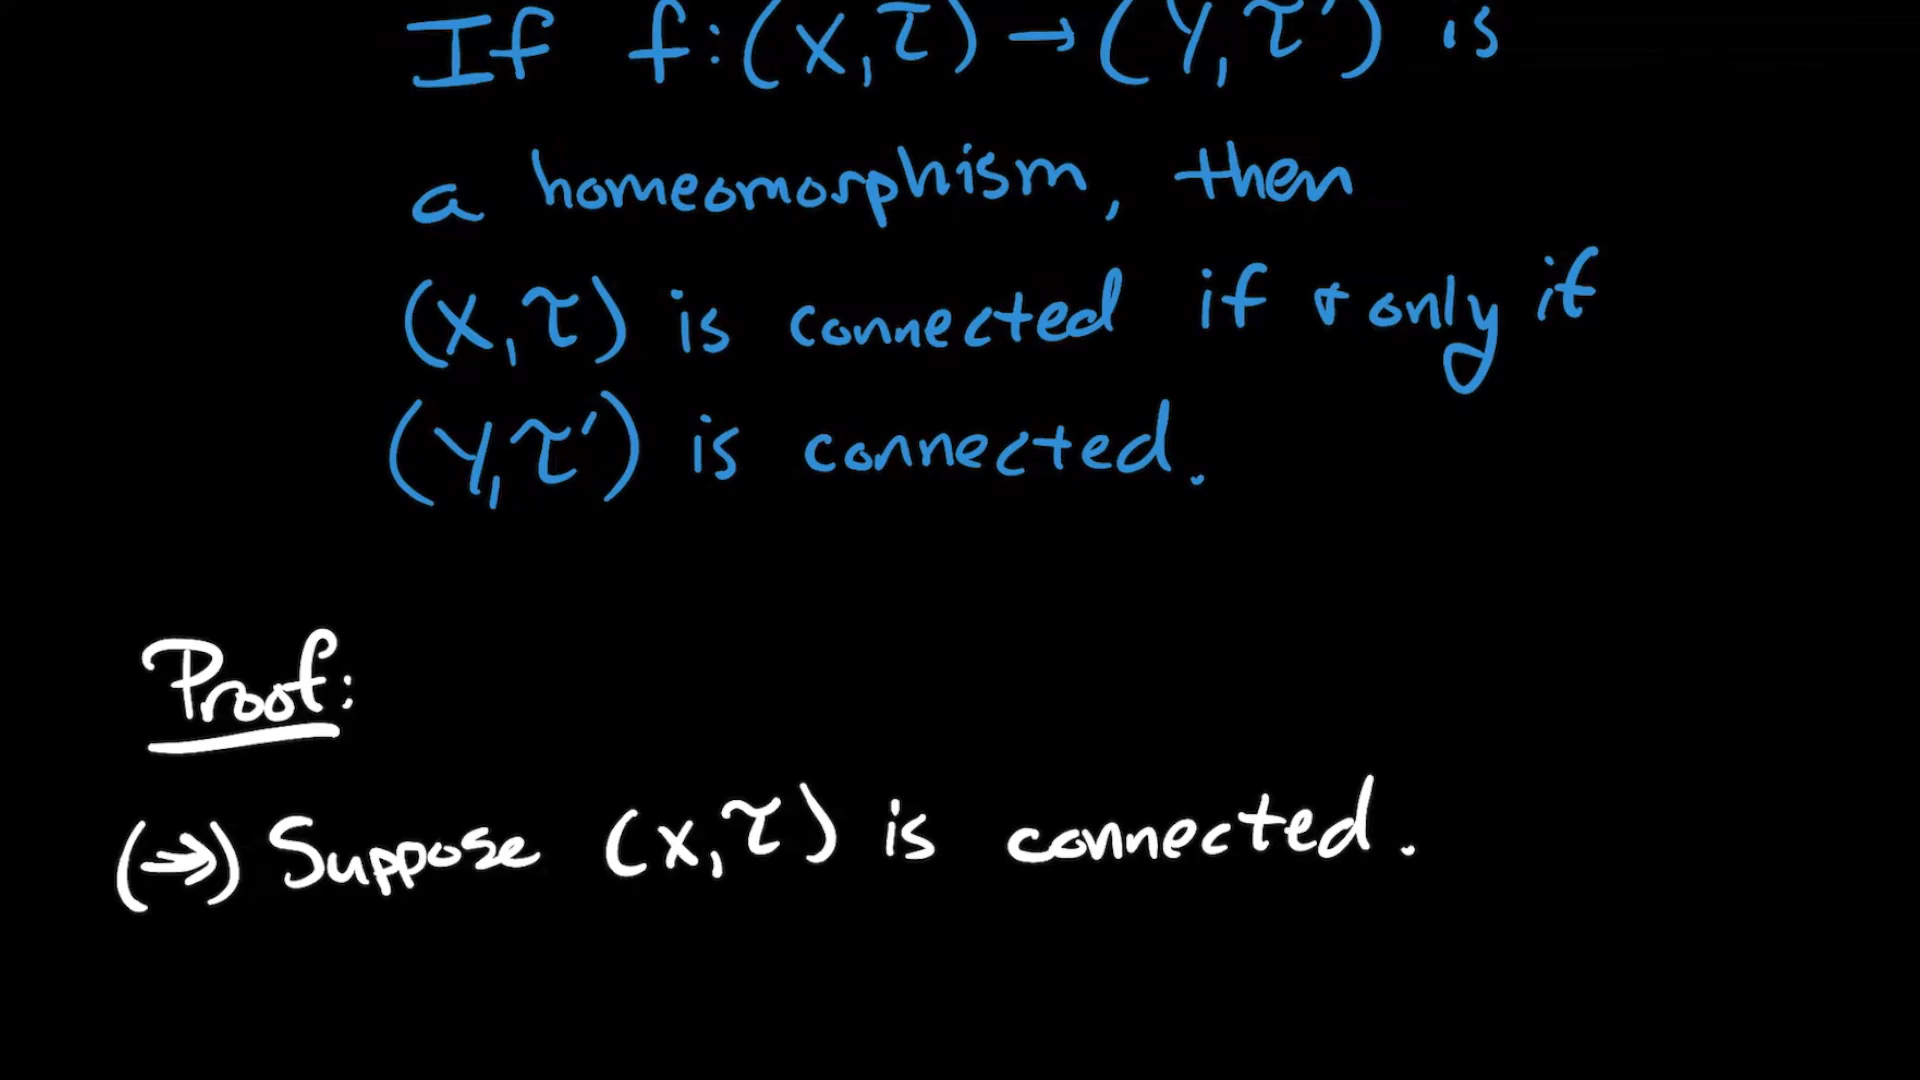 If f:(X,τ)→(Y,τ′) is
a homeomorphism, then
(X,τ) is connected if & only if
(Y,τ′) is connected.
Proof:
(⇒) Suppose (X,τ) is connected.